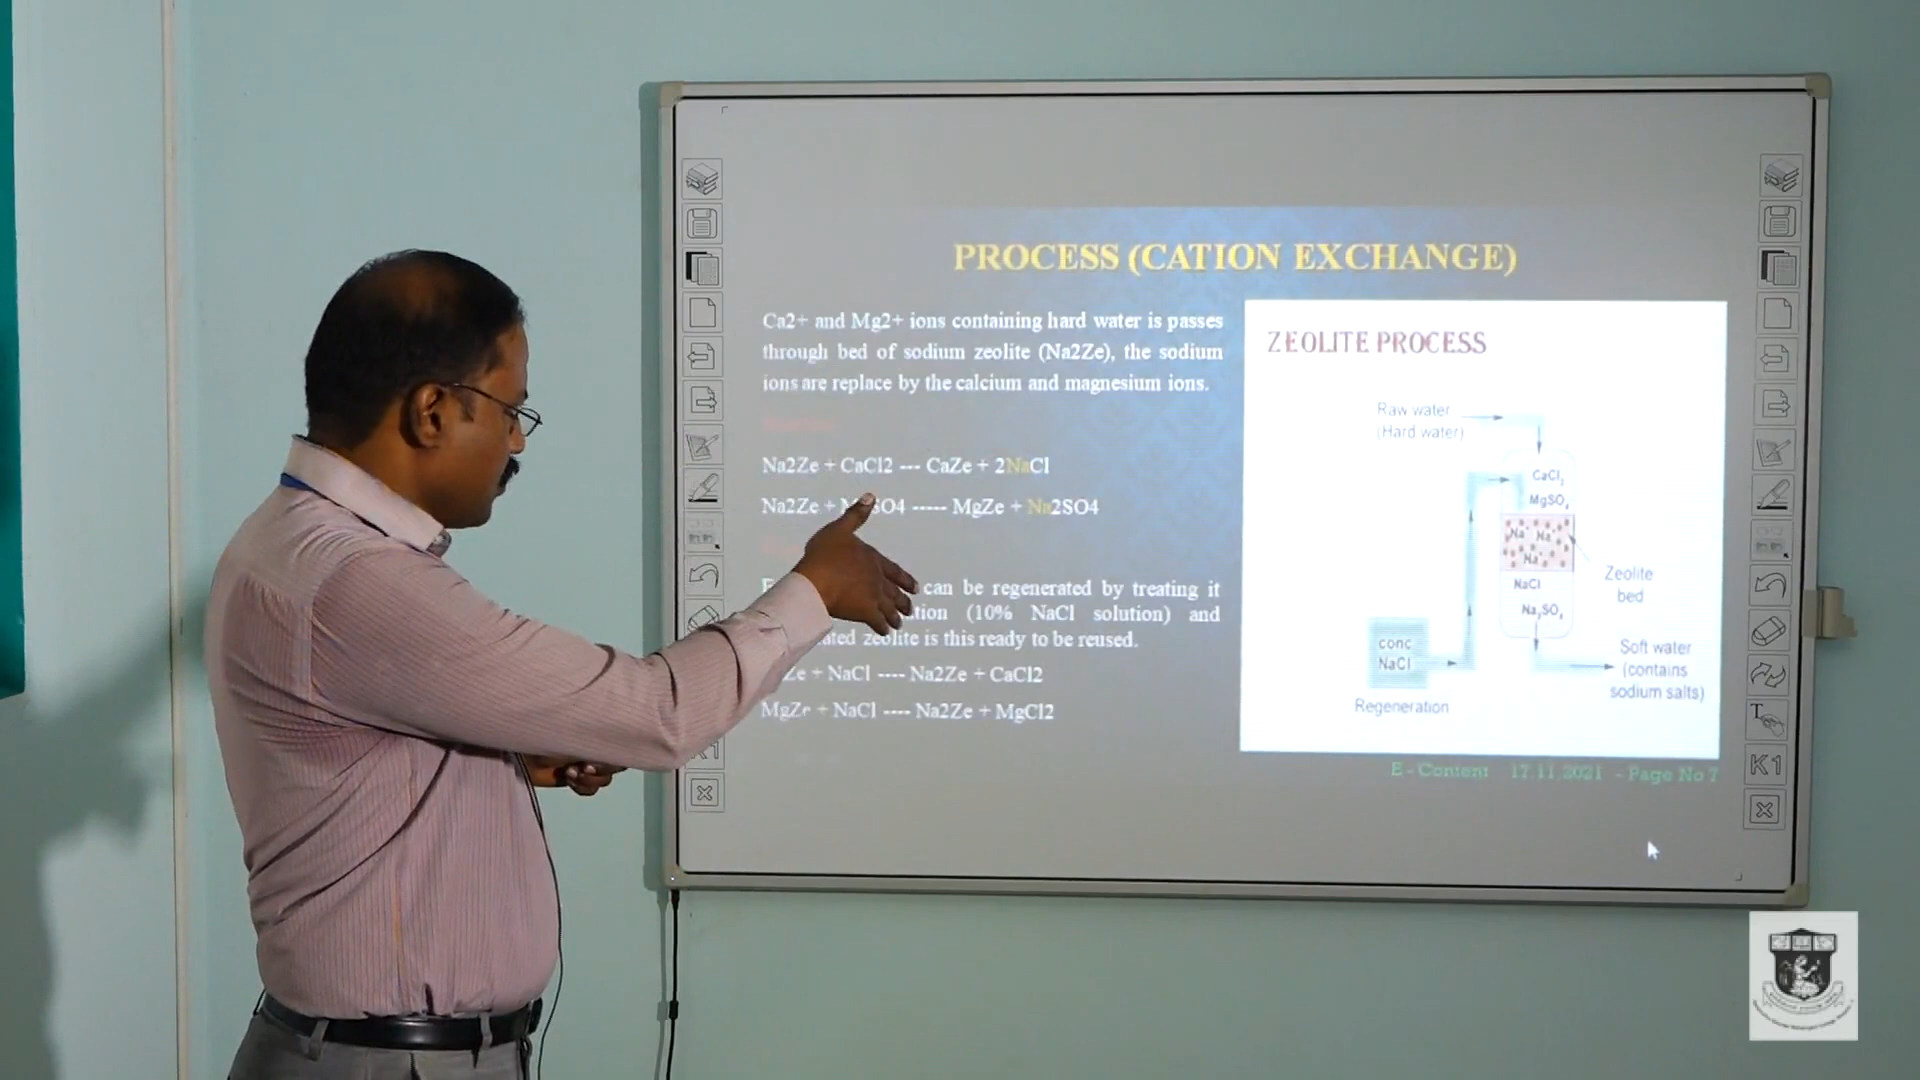 PROCESS (CATION EXCHANGE)
Ca2+ and Mg2+ ions containing hard water is passes
through bed of sodium zeolite (Na2Ze), the sodium
ions are replace by the calcium and magnesium ions.
Na2Ze + CaCl2 --- CaZe + 2NaCl
Na2Ze + SO4 ----- MgZe + Na2SO4
can be regenerated by treating it
(10% NaCl solution) and
zeolite is this ready to be reused.
+ NaCl ---- Na2Ze + CaCl2
MgZe + NaCl ---- Na2Ze + MgCl2
ZEOLITE PROCESS
Raw water
(Hard water)
CaCl2
MgSO4
Na+ Na+
Na+
NaCl
Na2SO4
Zeolite
bed
conc
NaCl
Regeneration
Soft water
(contains
sodium salts)
E - Content 17.11.2021 - Page No 7
K1
T
K1